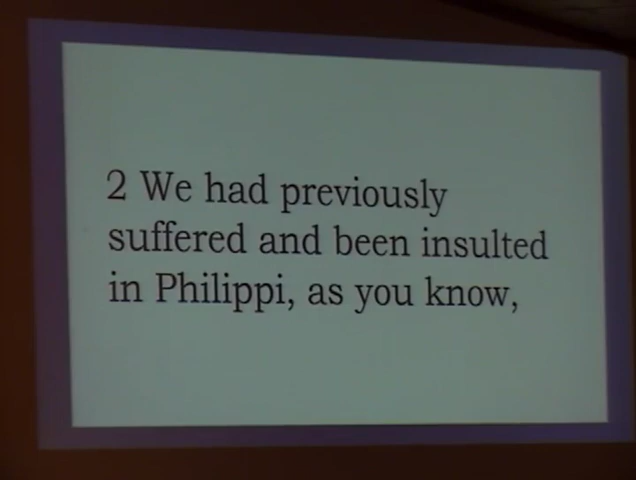 2 We had previously
suffered and been insulted
in Philippi, as you know,